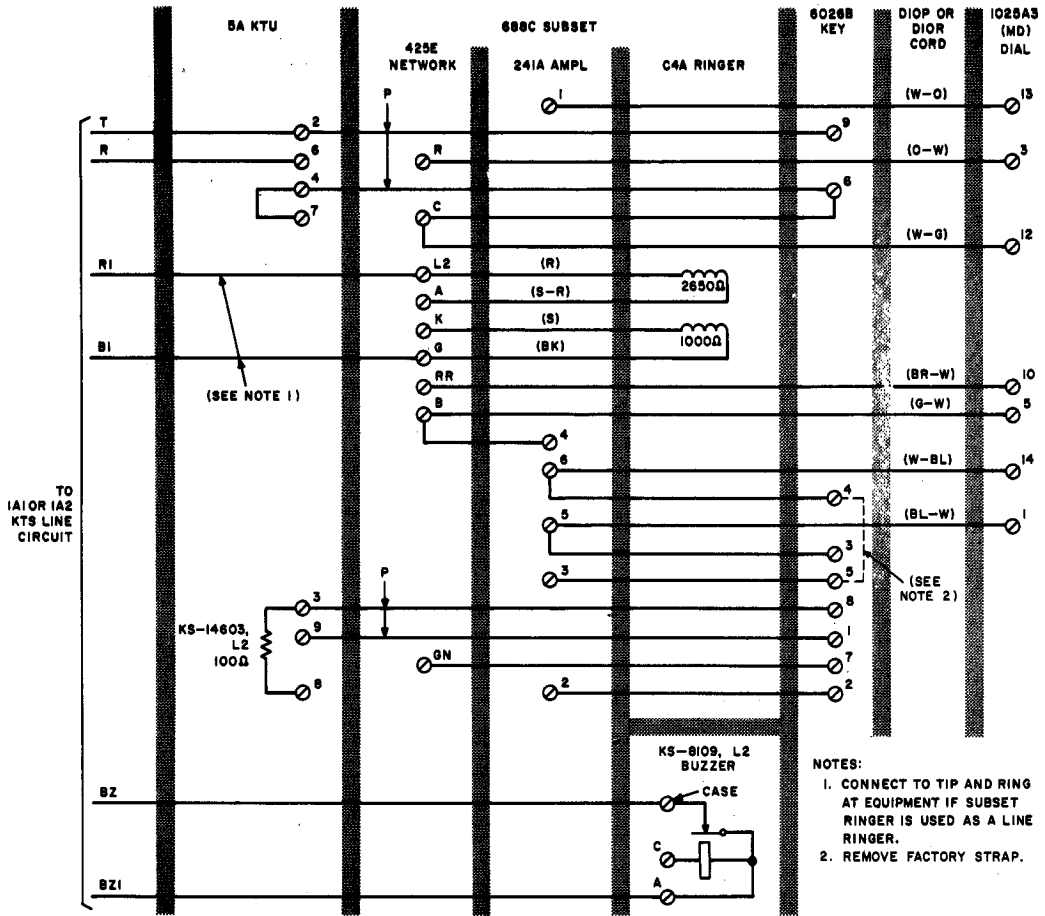 5A KTU
688C SUBSET
6026B
KEY
DIOP OR
DIOR
CORD
1025A3
(MD)
DIAL
425E
NETWORK
241A AMPL
C4A RINGER
P
1
(W-O)
13
T
2
9
R
6
R
(O-W)
3
4
6
7
C
(W-G)
12
R1
L2
(R)
2650Ω
A
(S-R)
K
(S)
1000Ω
B1
G
(BK)
(SEE NOTE 1)
RR
(BR-W)
10
B
(G-W)
5
4
6
(W-BL)
14
4
5
(BL-W)
1
3
3
5
(SEE
NOTE 2)
TO
1A1 OR 1A2
KTS LINE
CIRCUIT
P
3
8
KS-14603,
L2
100Ω
9
1
GN
7
8
2
2
KS-8109, L2
BUZZER
BZ
CASE
C
BZ1
A
NOTES:
1. CONNECT TO TIP AND RING
AT EQUIPMENT IF SUBSET
RINGER IS USED AS A LINE
RINGER.
2. REMOVE FACTORY STRAP.